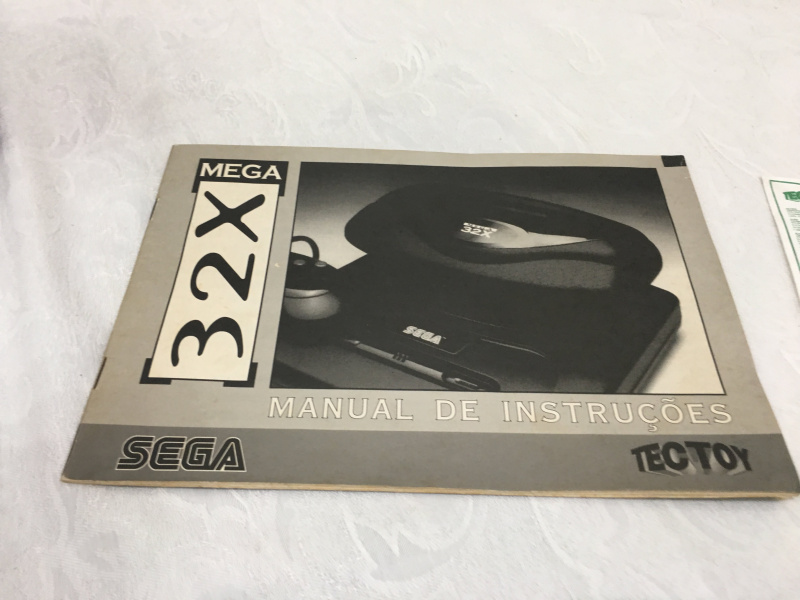 MEGA
32X
32X
SEGA
MANUAL DE INSTRUÇÕES
SEGA
TECTOY